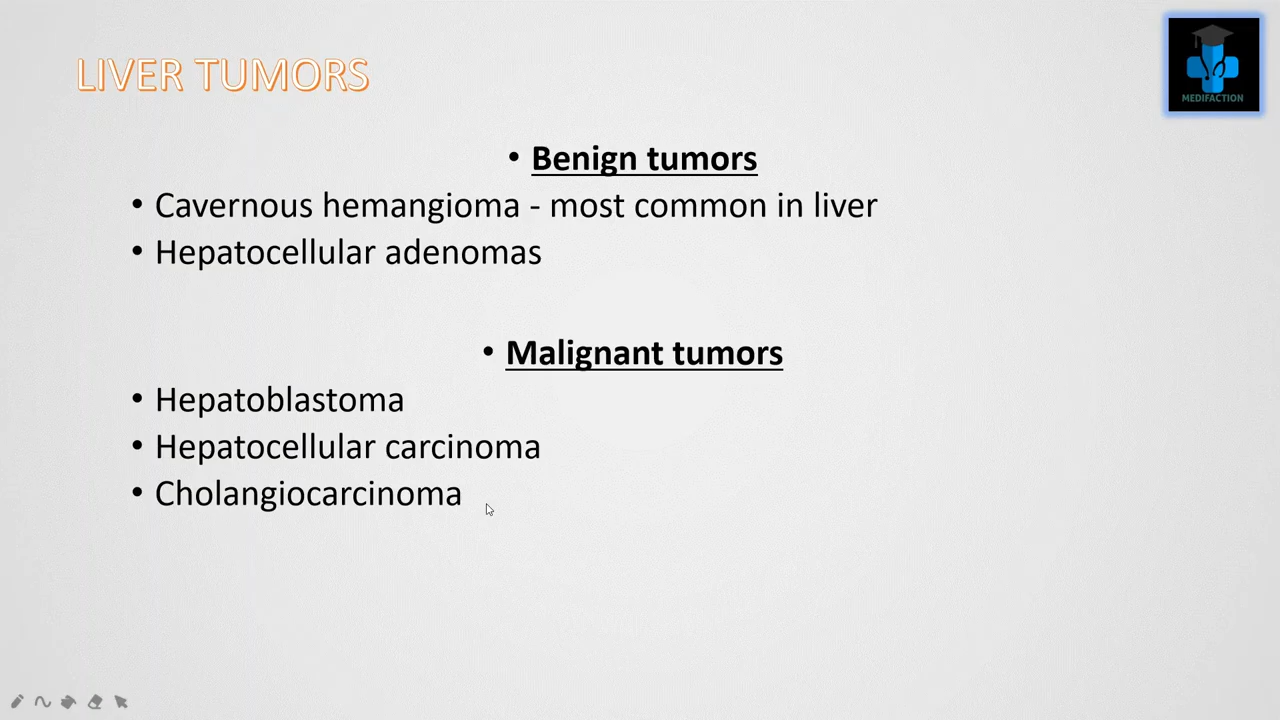 LIVER TUMORS
MEDIFACTION
• Benign tumors
• Cavernous hemangioma - most common in liver
• Hepatocellular adenomas
• Malignant tumors
• Hepatoblastoma
• Hepatocellular carcinoma
• Cholangiocarcinoma